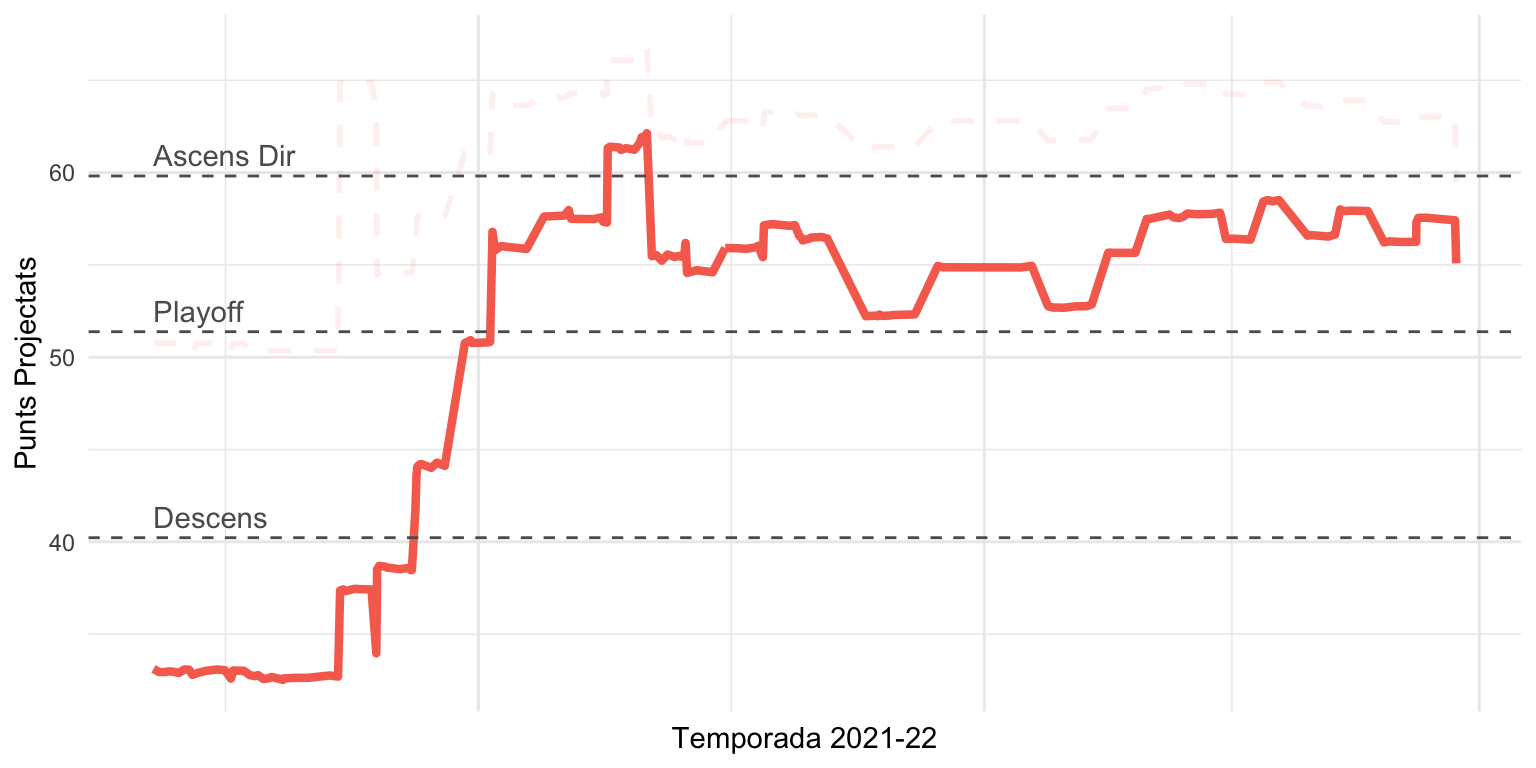 Ascens Dir
60
Playoff
50
Descens
40
Punts Projectats
Temporada 2021-22